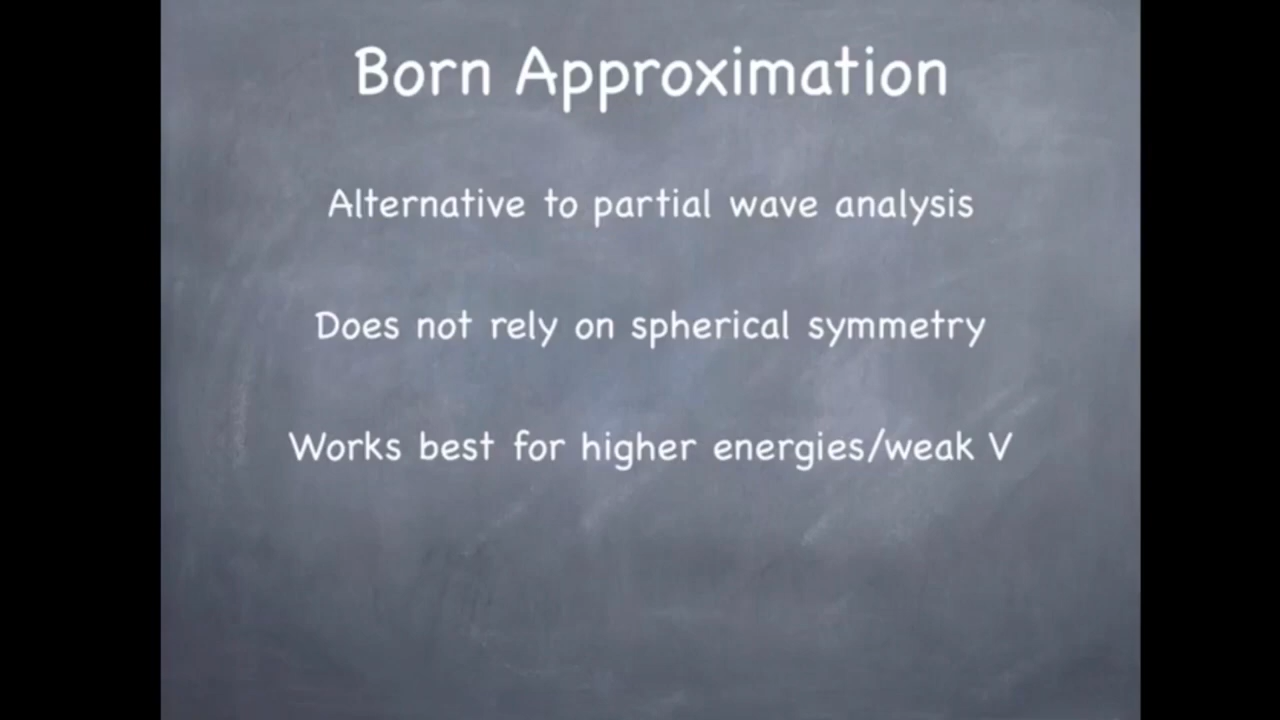 Born Approximation
Alternative to partial wave analysis
Does not rely on spherical symmetry
Works best for higher energies/weak V